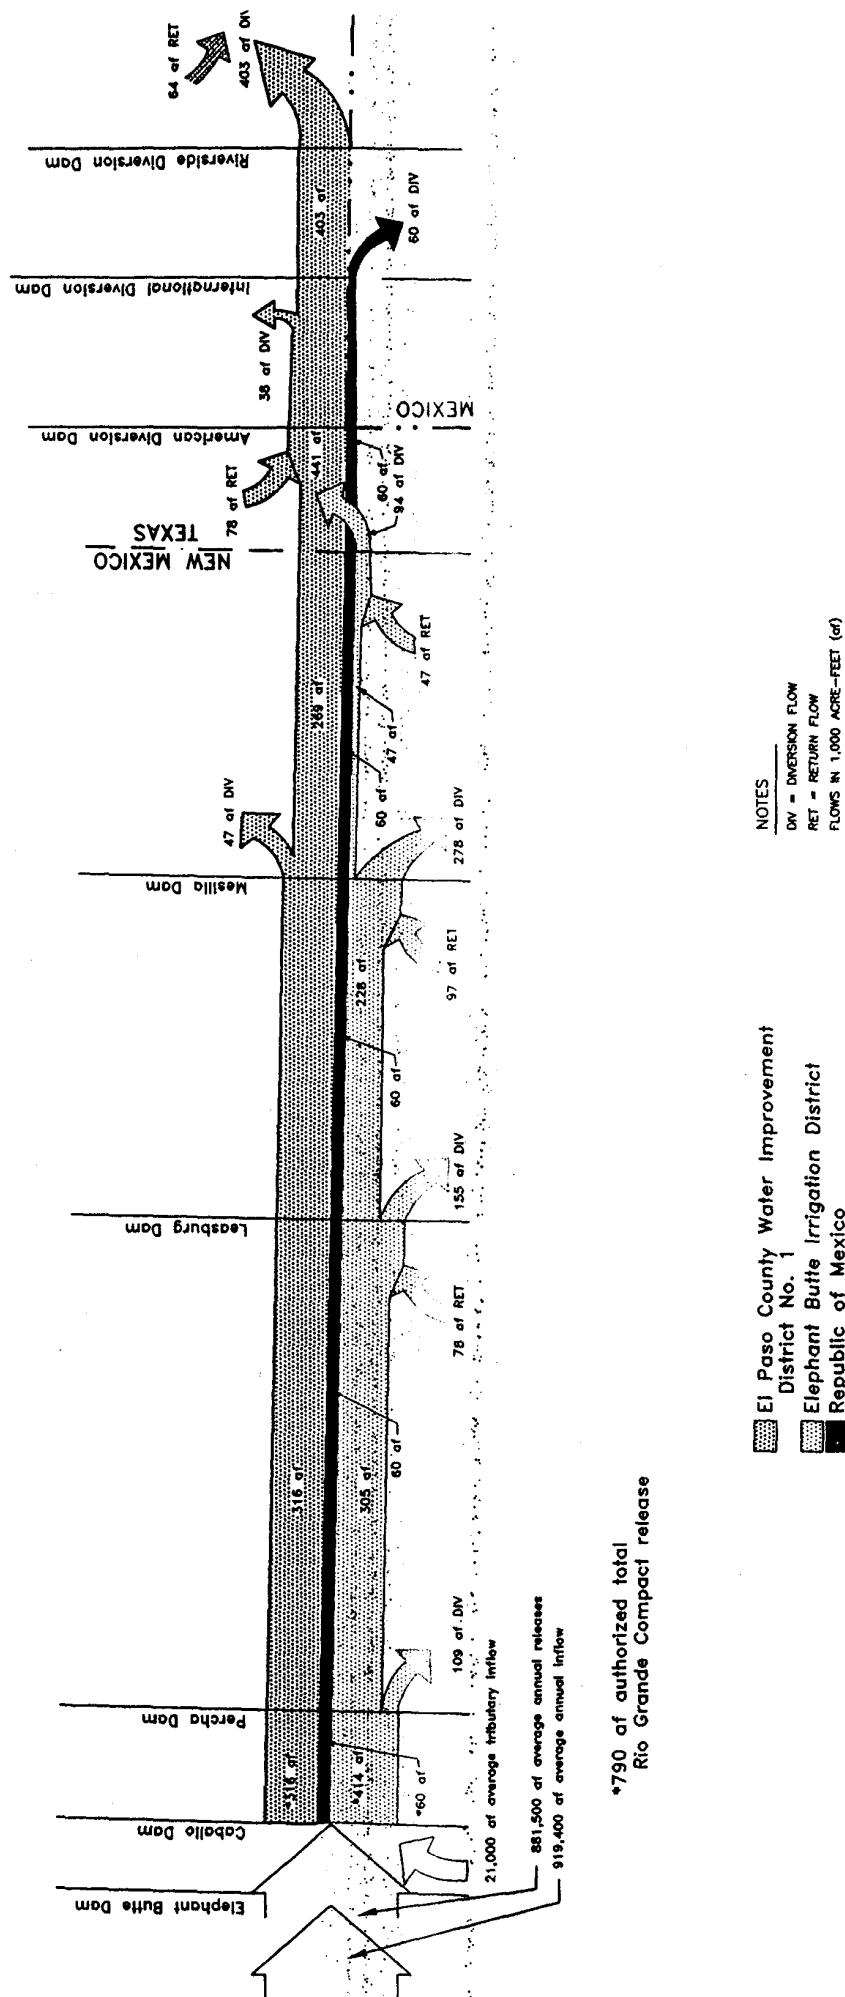 Elephant Butte Dam
Caballo Dam
Percha Dam
Leasburg Dam
Mesilla Dam
NEW MEXICO
TEXAS
American Diversion Dam
International Diversion Dam
Riverside Diversion Dam
MEXICO
*316 af
*414 af
*60 af
109 af DIV
316 af
305 af
60 af
78 af RET
155 af DIV
60 af
228 af
97 af RET
278 af DIV
47 af DIV
269 af
60 af
47 af
47 af RET
78 af RET
441 af
60 af
94 af DIV
38 af DIV
60 af DIV
403 af
403 af DI
64 af RET
21,000 af average tributary inflow
881,500 af average annual releases
919,400 af average annual inflow
*790 af authorized total
Rio Grande Compact release
El Paso County Water Improvement
District No. 1
Elephant Butte Irrigation District
Republic of Mexico
NOTES
DIV = DIVERSION FLOW
RET = RETURN FLOW
FLOWS IN 1,000 ACRE-FEET (af)